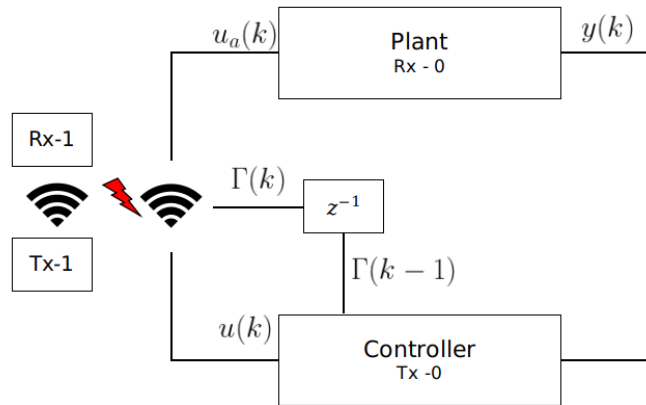 u_a(k)
Plant
Rx - 0
y(k)
Rx-1
Γ(k)
z⁻¹
Tx-1
Γ(k − 1)
u(k)
Controller
Tx -0